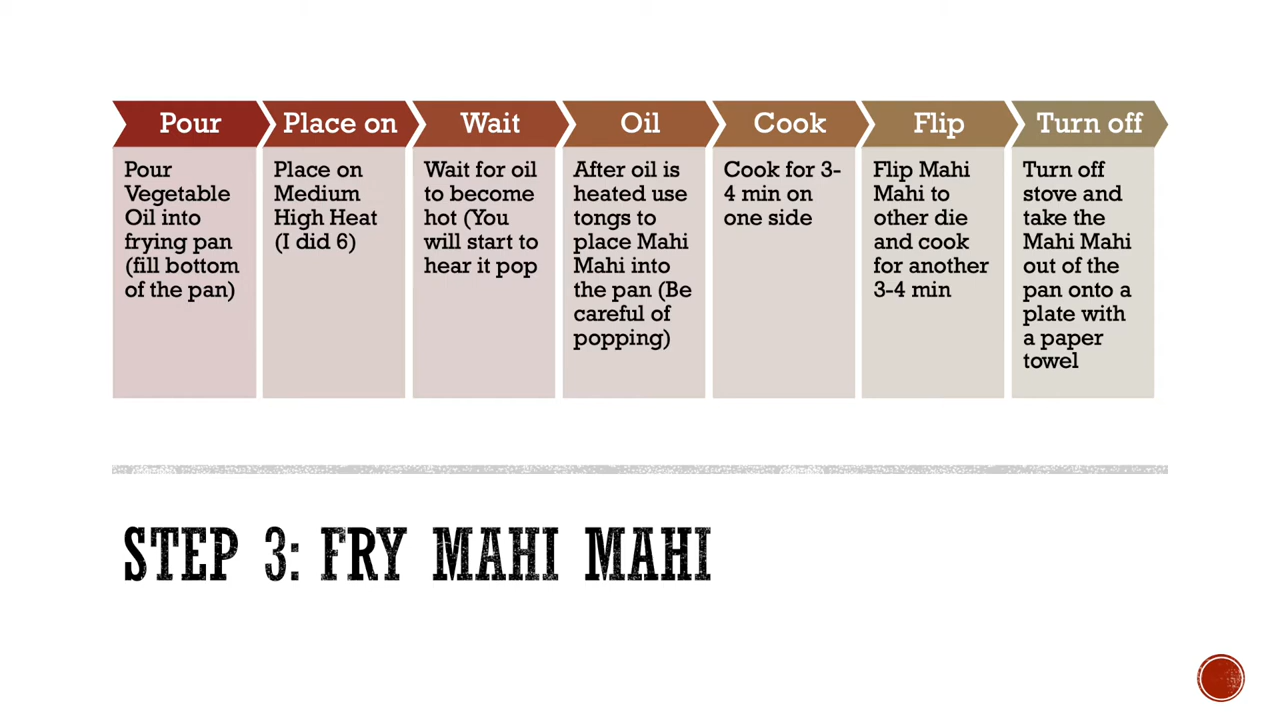 Pour
Pour
Vegetable
Oil into
frying pan
(fill bottom
of the pan)
Place on
Place on
Medium
High Heat
(I did 6)
Wait
Wait for oil
to become
hot (You
will start to
hear it pop
Oil
After oil is
heated use
tongs to
place Mahi
Mahi into
the pan (Be
careful of
popping)
Cook
Cook for 3-
4 min on
one side
Flip
Flip Mahi
Mahi to
other die
and cook
for another
3-4 min
Turn off
Turn off
stove and
take the
Mahi Mahi
out of the
pan onto a
plate with
a paper
towel
STEP 3: FRY MAHI MAHI